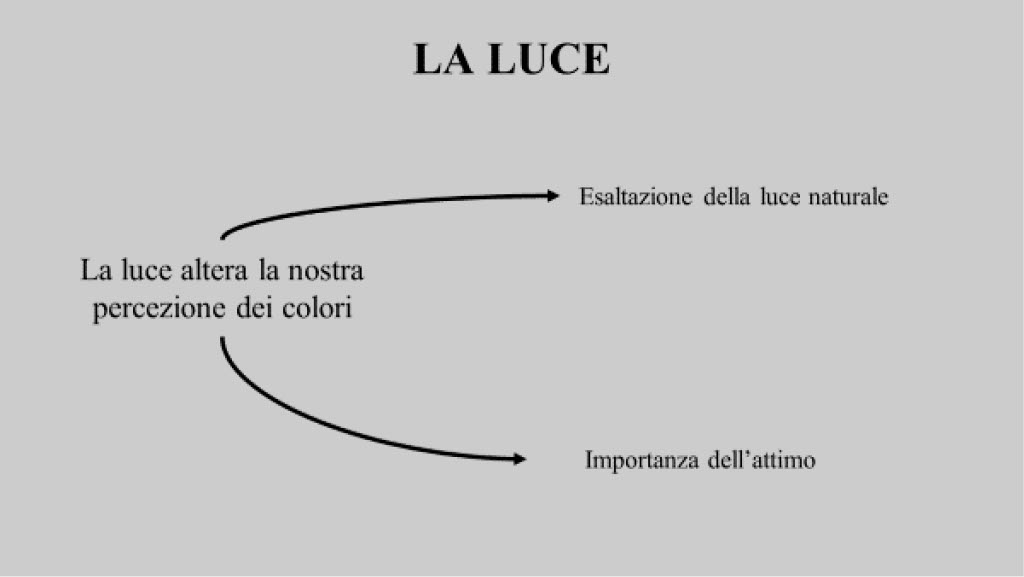 LA LUCE
Esaltazione della luce naturale
La luce altera la nostra
percezione dei colori
Importanza dell’attimo